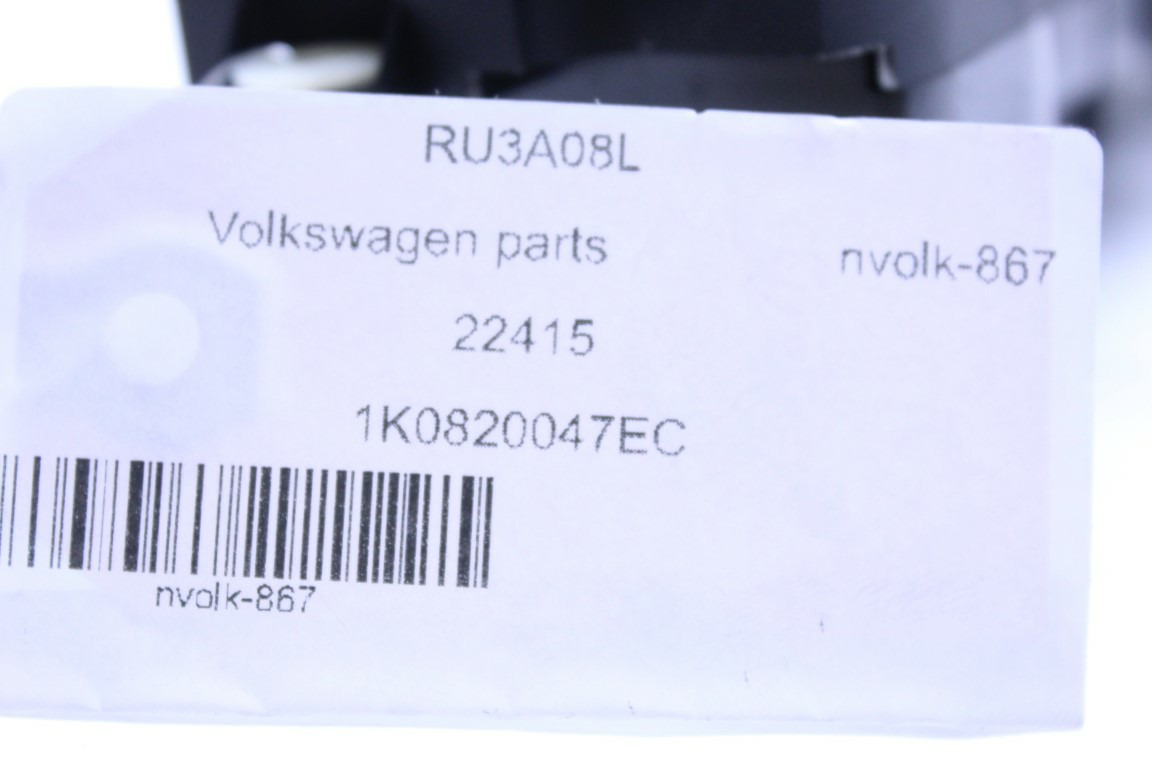 RU3A08L
Volkswagen parts
nvolk-867
22415
1K0820047EC
nvolk-867